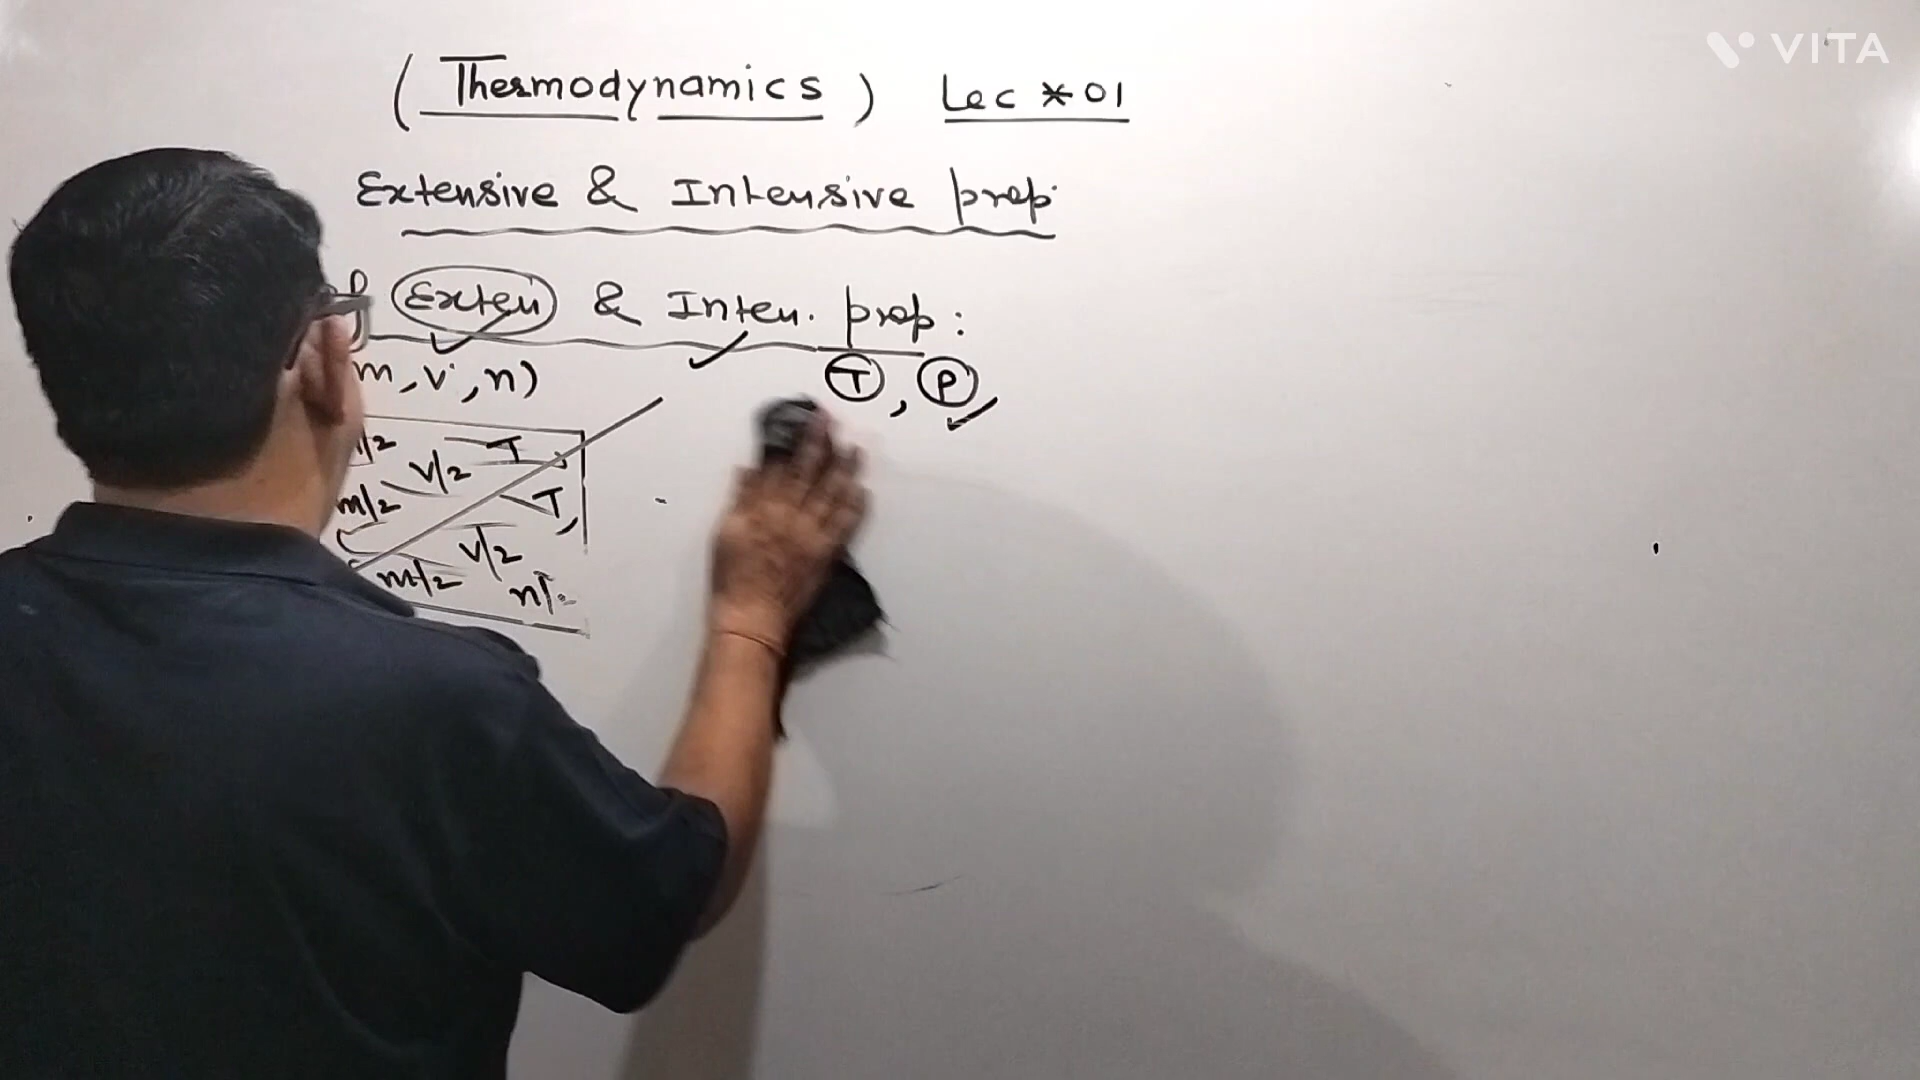 VITA
(Thermodynamics) Lec * 01
Extensive & Intensive prop.
Exten & Inten. prop:
m, v, n) T, P
V/2 T
m/2 T,
V/2
m/2